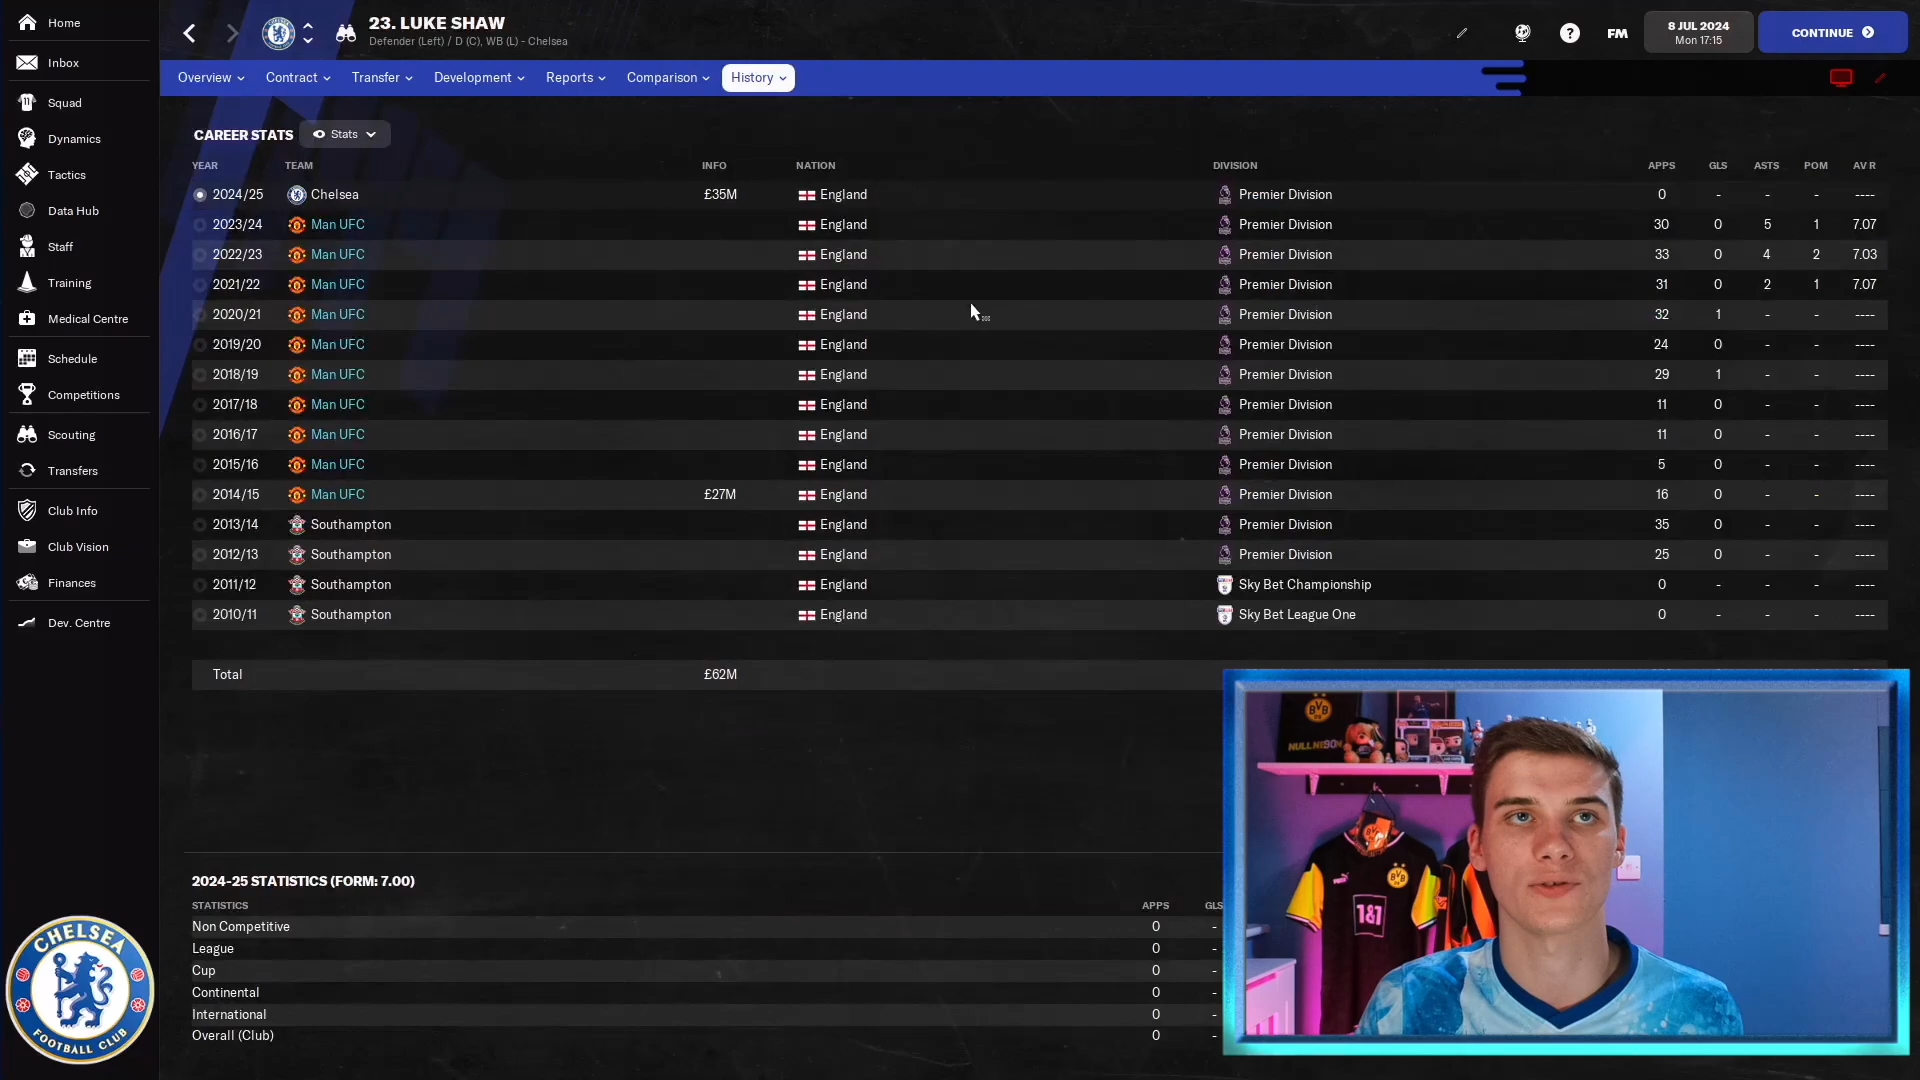 Home
Inbox
Squad
Dynamics
Tactics
Data Hub
Staff
Training
Medical Centre
Schedule
Competitions
Scouting
Transfers
Club Info
Club Vision
Finances
Dev. Centre
CHELSEA
FOOTBALL CLUB
23. LUKE SHAW
Defender (Left) / D (C), WB (L) - Chelsea
FM
8 JUL 2024
Mon 17:15
CONTINUE
Overview Contract Transfer Development Reports Comparison History
CAREER STATS Stats
YEAR TEAM INFO NATION DIVISION APPS GLS ASTS POM AV R
2024/25 Chelsea £35M England Premier Division 0 - - - ----
2023/24 Man UFC England Premier Division 30 0 5 1 7.07
2022/23 Man UFC England Premier Division 33 0 4 2 7.03
2021/22 Man UFC England Premier Division 31 0 2 1 7.07
2020/21 Man UFC England Premier Division 32 1 - - ----
2019/20 Man UFC England Premier Division 24 0 - - ----
2018/19 Man UFC England Premier Division 29 1 - - ----
2017/18 Man UFC England Premier Division 11 0 - - ----
2016/17 Man UFC England Premier Division 11 0 - - ----
2015/16 Man UFC England Premier Division 5 0 - - ----
2014/15 Man UFC £27M England Premier Division 16 0 - - ----
2013/14 Southampton England Premier Division 35 0 - - ----
2012/13 Southampton England Premier Division 25 0 - - ----
2011/12 Southampton England Sky Bet Championship 0 - - - ----
2010/11 Southampton England Sky Bet League One 0 - - - ----
Total £62M
2024-25 STATISTICS (FORM: 7.00)
STATISTICS APPS GLS
Non Competitive 0 -
League 0 -
Cup 0 -
Continental 0 -
International 0 -
Overall (Club) 0 -
BVB
09
BVB
09
1&1